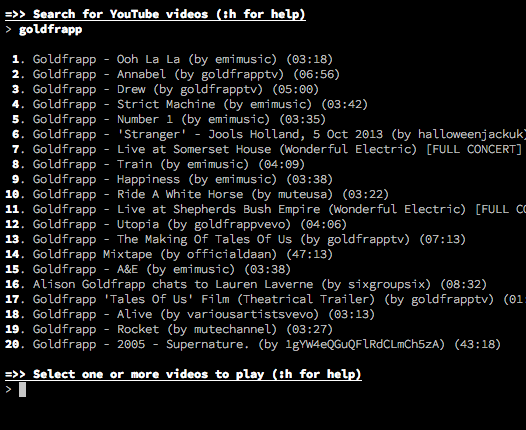 =>> Search for YouTube videos (:h for help)
> goldfrapp
1. Goldfrapp - Ooh La La (by emimusic) (03:18)
2. Goldfrapp - Annabel (by goldfrapptv) (06:56)
3. Goldfrapp - Drew (by goldfrapptv) (05:00)
4. Goldfrapp - Strict Machine (by emimusic) (03:42)
5. Goldfrapp - Number 1 (by emimusic) (03:35)
6. Goldfrapp - 'Stranger' - Jools Holland, 5 Oct 2013 (by halloweenjackuk)
7. Goldfrapp - Live at Somerset House (Wonderful Electric) [FULL CONCERT]
8. Goldfrapp - Train (by emimusic) (04:09)
9. Goldfrapp - Happiness (by emimusic) (03:38)
10. Goldfrapp - Ride A White Horse (by muteusa) (03:22)
11. Goldfrapp - Live at Shepherds Bush Empire (Wonderful Electric) [FULL CO
12. Goldfrapp - Utopia (by goldfrappvevo) (04:06)
13. Goldfrapp - The Making Of Tales Of Us (by goldfrapptv) (07:13)
14. Goldfrapp Mixtape (by officialdaan) (47:13)
15. Goldfrapp - A&E (by emimusic) (03:38)
16. Alison Goldfrapp chats to Lauren Laverne (by sixgroupsix) (08:32)
17. Goldfrapp 'Tales Of Us' Film (Theatrical Trailer) (by goldfrapptv) (01:
18. Goldfrapp - Alive (by variousartistsvevo) (03:13)
19. Goldfrapp - Rocket (by mutechannel) (03:27)
20. Goldfrapp - 2005 - Supernature. (by 1gYW4eQGuQFlRdCLmCh5zA) (43:18)
=>> Select one or more videos to play (:h for help)
>